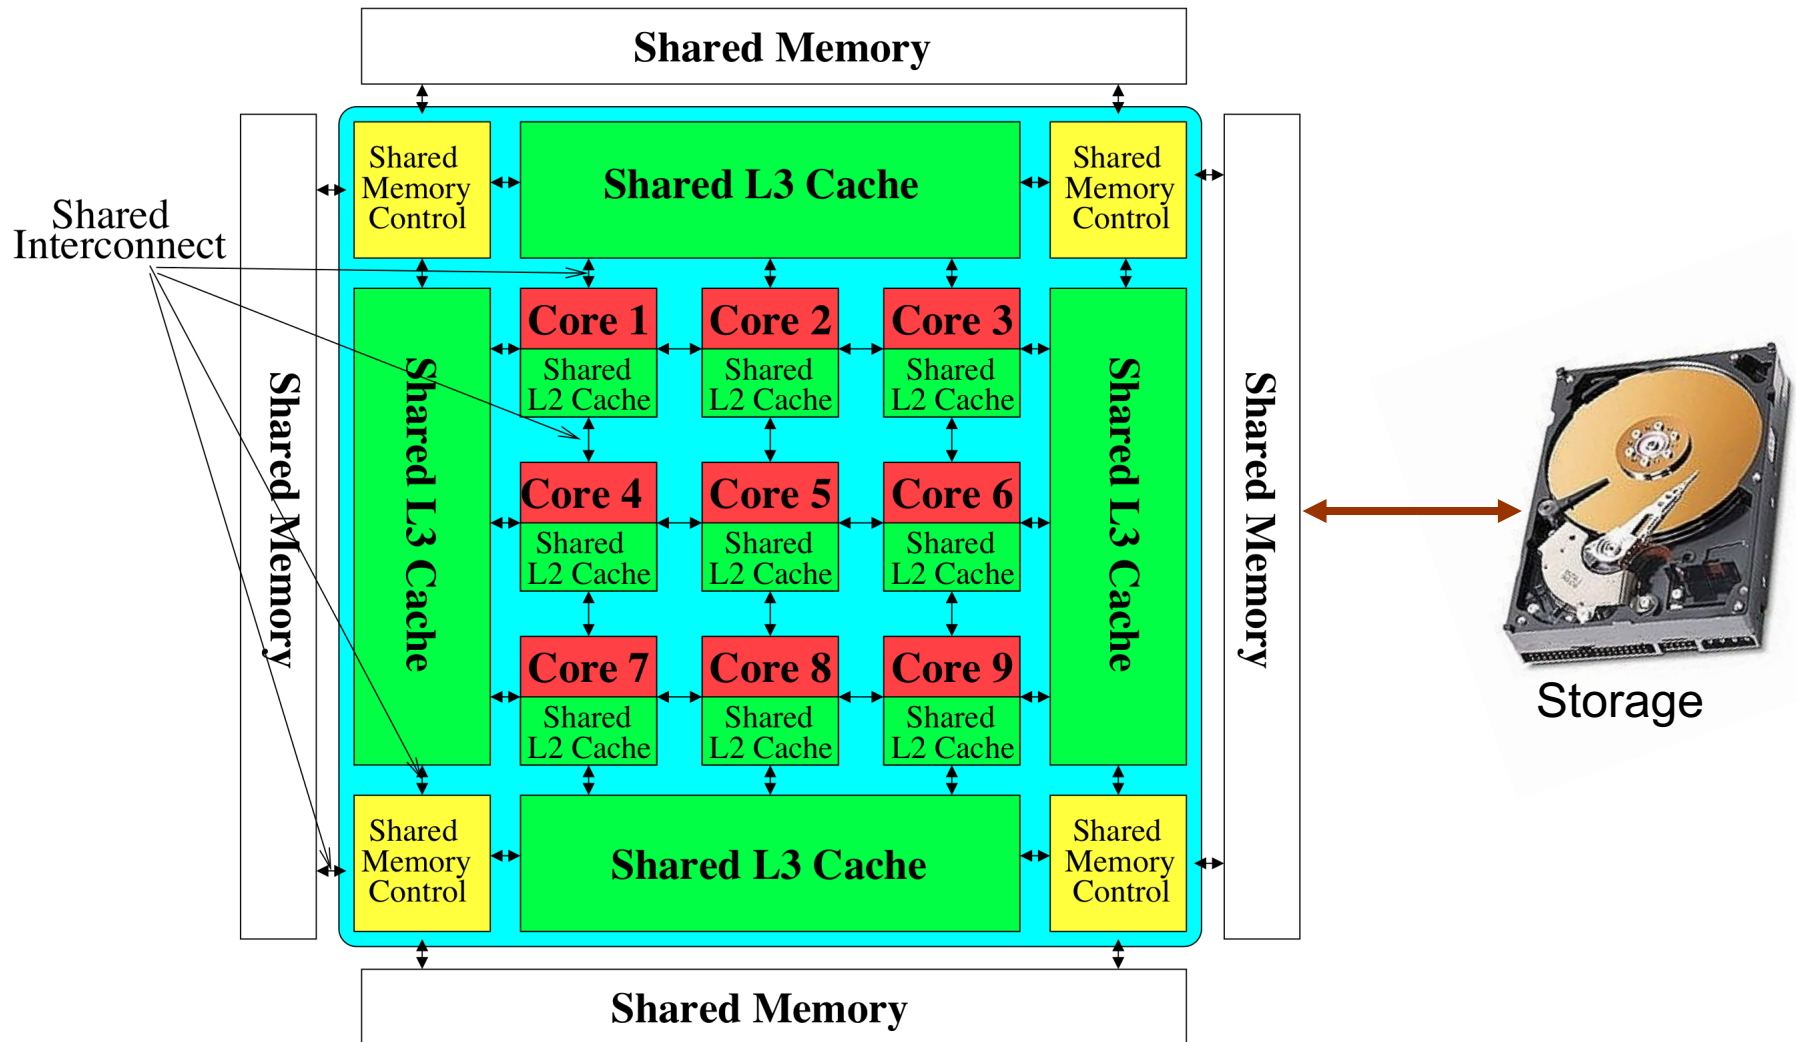 Shared Memory
Shared
Memory
Control
Shared L3 Cache
Shared
Memory
Control
Shared
Interconnect
Shared Memory
Shared L3 Cache
Core 1
Shared
L2 Cache
Core 2
Shared
L2 Cache
Core 3
Shared
L2 Cache
Core 4
Shared
L2 Cache
Core 5
Shared
L2 Cache
Core 6
Shared
L2 Cache
Core 7
Shared
L2 Cache
Core 8
Shared
L2 Cache
Core 9
Shared
L2 Cache
Shared L3 Cache
Shared Memory
Storage
Shared
Memory
Control
Shared L3 Cache
Shared
Memory
Control
Shared Memory